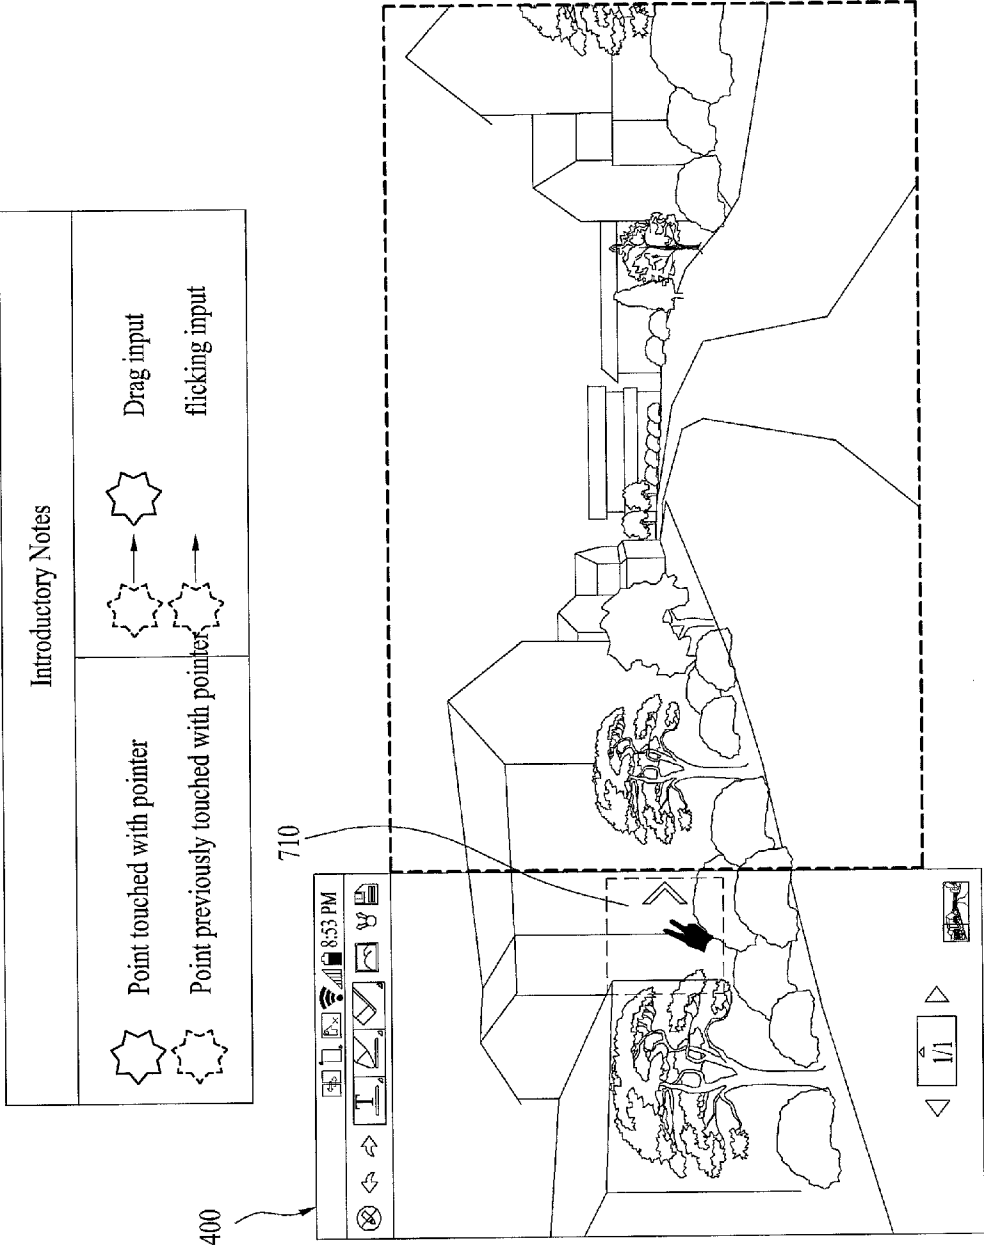 Introductory Notes
Point touched with pointer
Point previously touched with pointer
Drag input
flicking input
400
8:53 PM
T
710
1/1